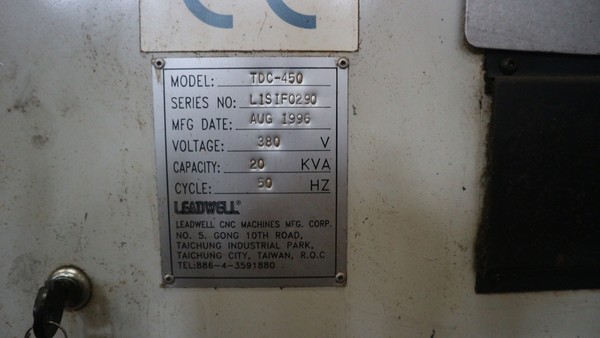 CE
MODEL: TDC-450
SERIES NO: L1SIF0290
MFG DATE: AUG 1996
VOLTAGE: 380 V
CAPACITY: 20 KVA
CYCLE: 50 HZ
LEADWELL®
LEADWELL CNC MACHINES MFG. CORP.
NO. 5, GONG 10TH ROAD,
TAICHUNG INDUSTRIAL PARK,
TAICHUNG CITY, TAIWAN, R.O.C
TEL:886-4-3591880